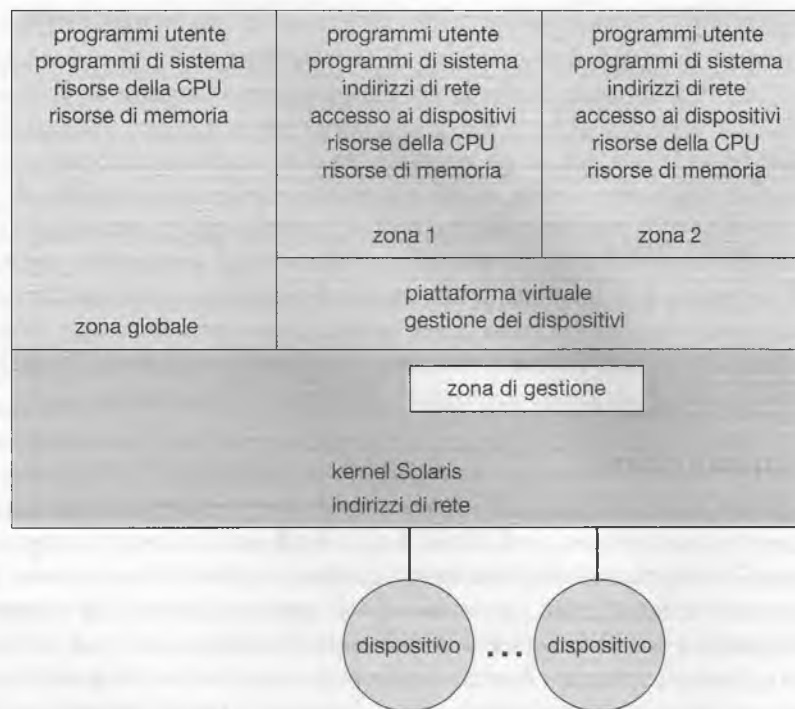 programmi utente
programmi di sistema
risorse della CPU
risorse di memoria
zona globale
programmi utente
programmi di sistema
indirizzi di rete
accesso ai dispositivi
risorse della CPU
risorse di memoria
zona 1
programmi utente
programmi di sistema
indirizzi di rete
accesso ai dispositivi
risorse della CPU
risorse di memoria
zona 2
piattaforma virtuale
gestione dei dispositivi
zona di gestione
kernel Solaris
indirizzi di rete
dispositivo ... dispositivo